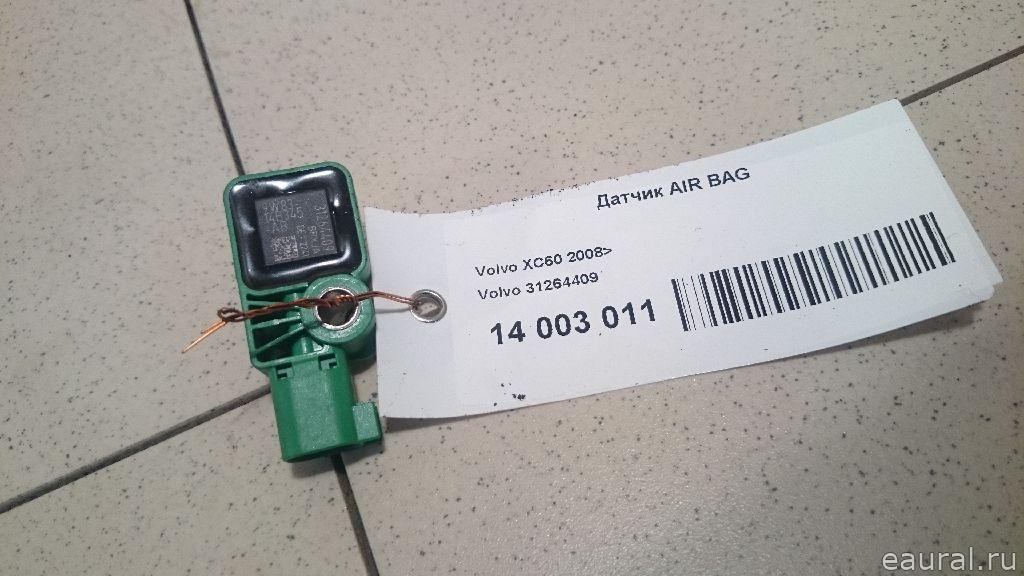 Датчик AIR BAG
Volvo XC60 2008>
Volvo 31264409
14 003 011
eaural.ru